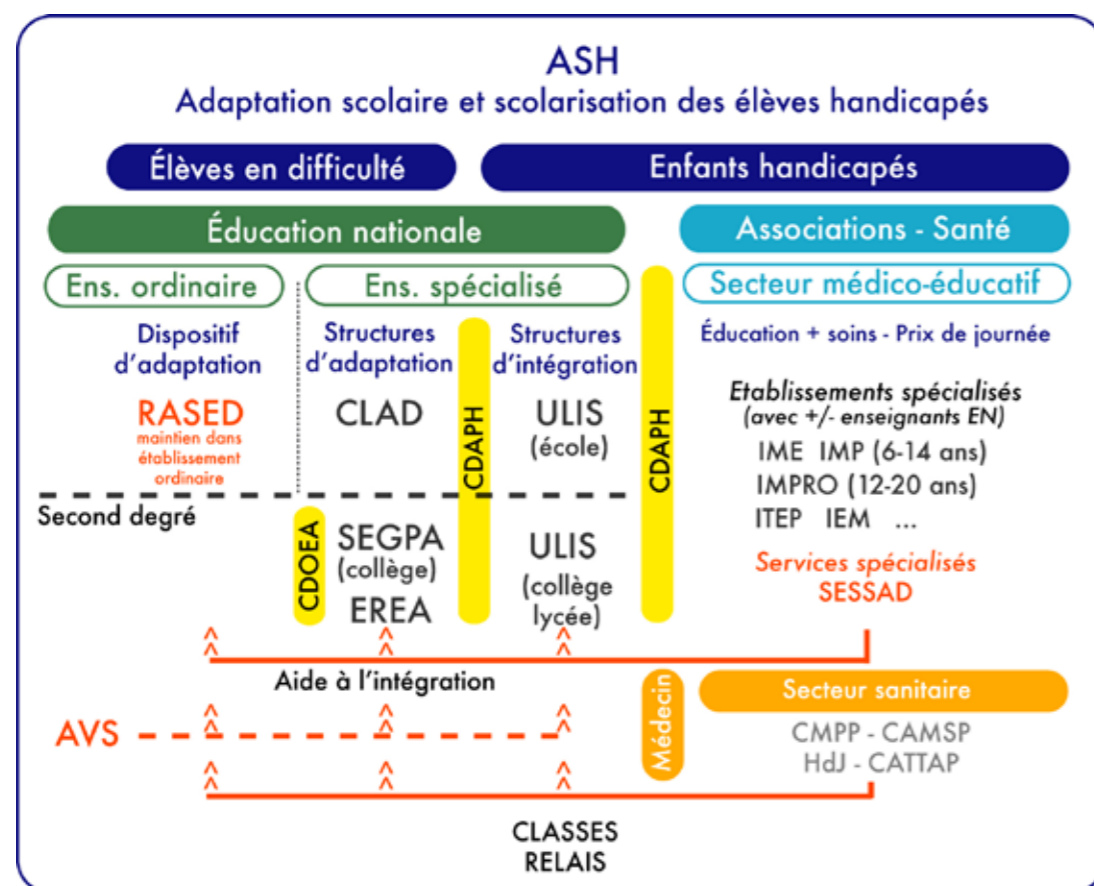 ASH
Adaptation scolaire et scolarisation des élèves handicapés
Élèves en difficulté
Enfants handicapés
Éducation nationale
Associations - Santé
Ens. ordinaire
Ens. spécialisé
Secteur médico-éducatif
Dispositif
d'adaptation
Structures
d'adaptation
Structures
d'intégration
Éducation + soins - Prix de journée
RASED
maintien dans
établissement
ordinaire
CLAD
CDAPH
ULIS
(école)
CDAPH
Etablissements spécialisés
(avec +/- enseignants EN)
IME IMP (6-14 ans)
IMPRO (12-20 ans)
ITEP IEM ...
Second degré
CDOEA
SEGPA
(collège)
EREA
ULIS
(collège
lycée)
Services spécialisés
SESSAD
Aide à l'intégration
Médecin
Secteur sanitaire
AVS
CMPP - CAMSP
HdJ - CATTAP
CLASSES
RELAIS